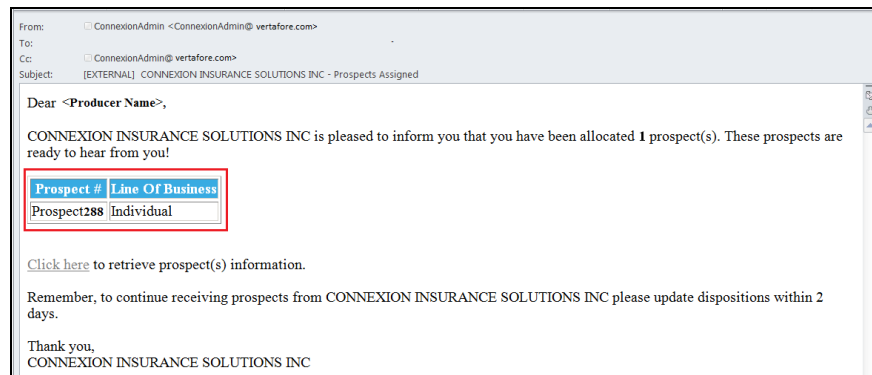 From: ConnexionAdmin <ConnexionAdmin@ vertafore.com>
To:
Cc: ConnexionAdmin@ vertafore.com>
Subject: [EXTERNAL] CONNEXION INSURANCE SOLUTIONS INC - Prospects Assigned
Dear <Producer Name>,
CONNEXION INSURANCE SOLUTIONS INC is pleased to inform you that you have been allocated 1 prospect(s). These prospects are
ready to hear from you!
Prospect # Line Of Business
Prospect288 Individual
Click here to retrieve prospect(s) information.
Remember, to continue receiving prospects from CONNEXION INSURANCE SOLUTIONS INC please update dispositions within 2
days.
Thank you,
CONNEXION INSURANCE SOLUTIONS INC